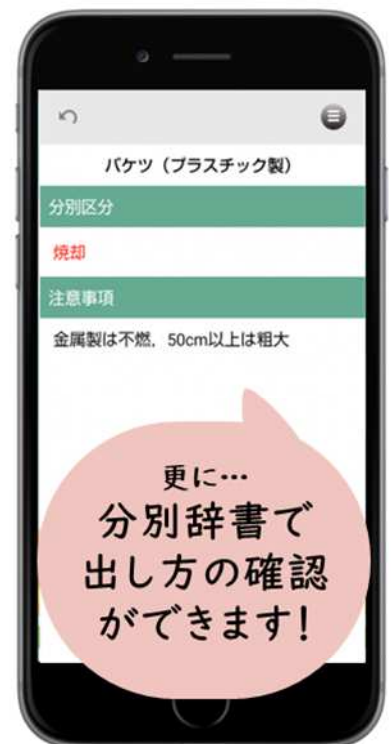 バケツ（プラスチック製）
分別区分
焼却
注意事項
金属製は不燃，50cm以上は粗大
更に…
分別辞書で
出し方の確認
ができます！